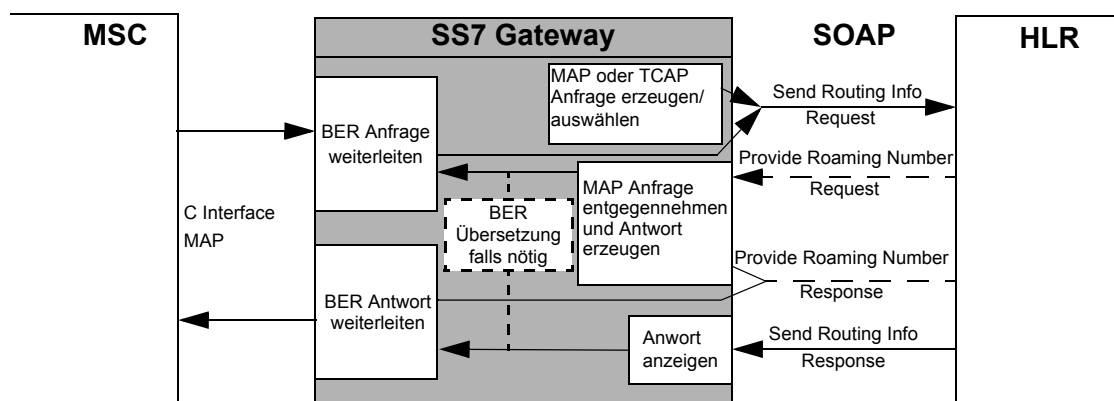 MSC
SS7 Gateway
SOAP
HLR
MAP oder TCAP
Anfrage erzeugen/
auswählen
Send Routing Info
Request
BER Anfrage
weiterleiten
Provide Roaming Number
Request
MAP Anfrage
entgegennehmen
und Antwort
erzeugen
C Interface
MAP
BER
Übersetzung
falls nötig
Provide Roaming Number
Response
BER Antwort
weiterleiten
Anwort
anzeigen
Send Routing Info
Response